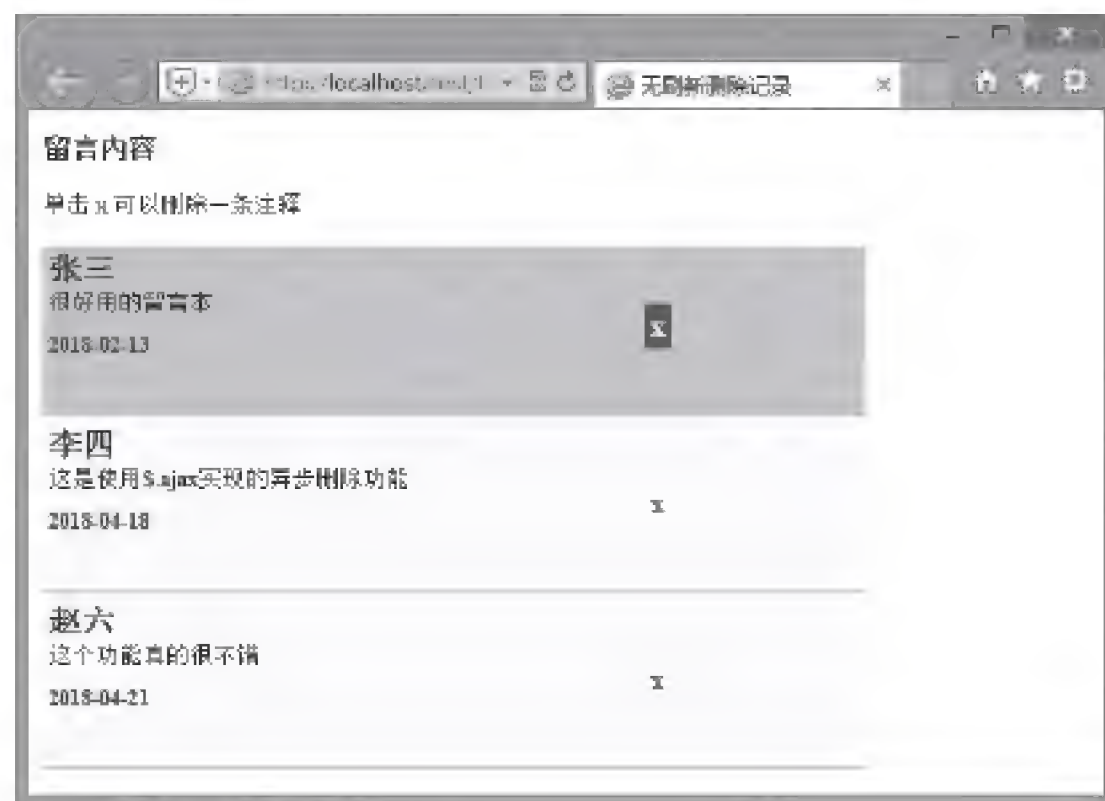 localhost
无刷新删除记录
留言内容
单击 x 可以删除一条注释
张三
很好用的留言本
x
2018-02-13
李四
这是使用$.ajax实现的异步删除功能
x
2018-04-18
赵六
这个功能真的很不错
x
2018-04-21